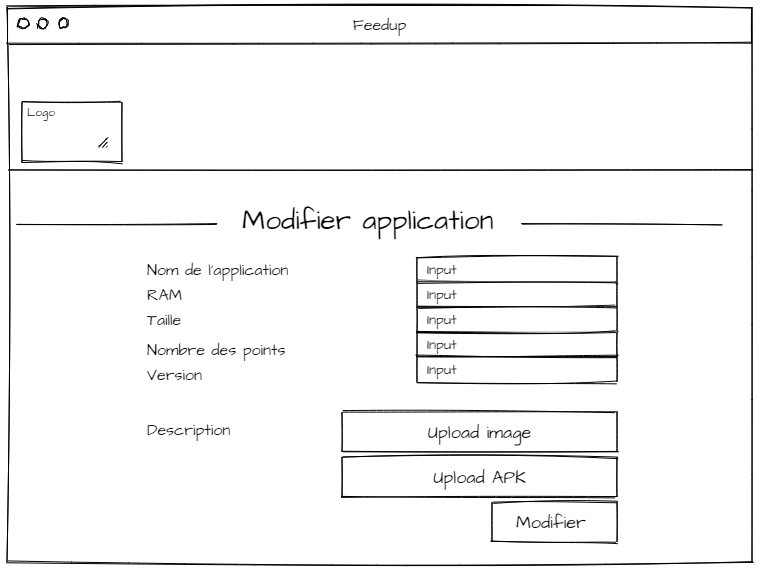 Feedup
Logo
Modifier application
Nom de l'application
Input
RAM
Input
Taille
Input
Nombre des points
Input
Version
Input
Description
Upload image
Upload APK
Modifier